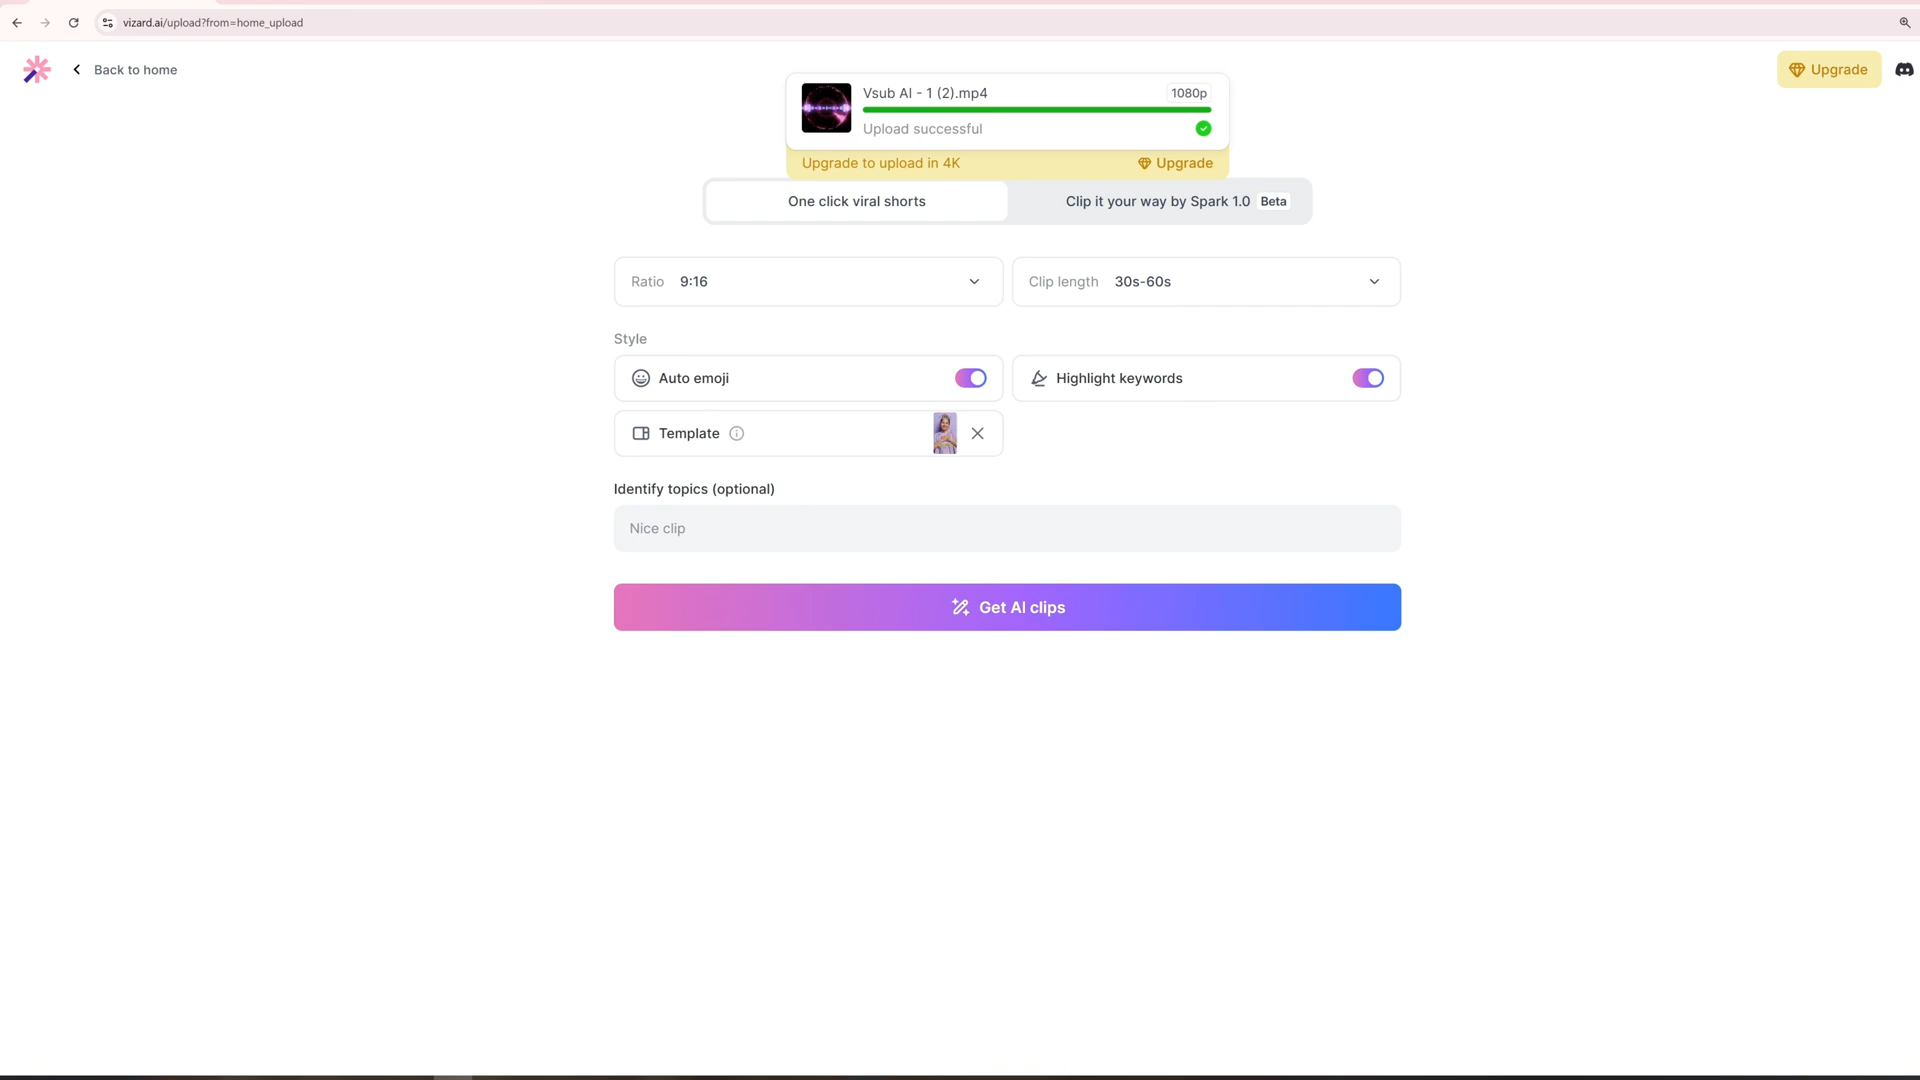 vizard.ai/upload?from=home_upload
Back to home
Upgrade
Vsub AI - 1 (2).mp4
1080p
Upload successful
Upgrade to upload in 4K
Upgrade
One click viral shorts
Clip it your way by Spark 1.0 Beta
Ratio 9:16
Clip length 30s-60s
Style
Auto emoji
Highlight keywords
Template
Identify topics (optional)
Nice clip
Get AI clips